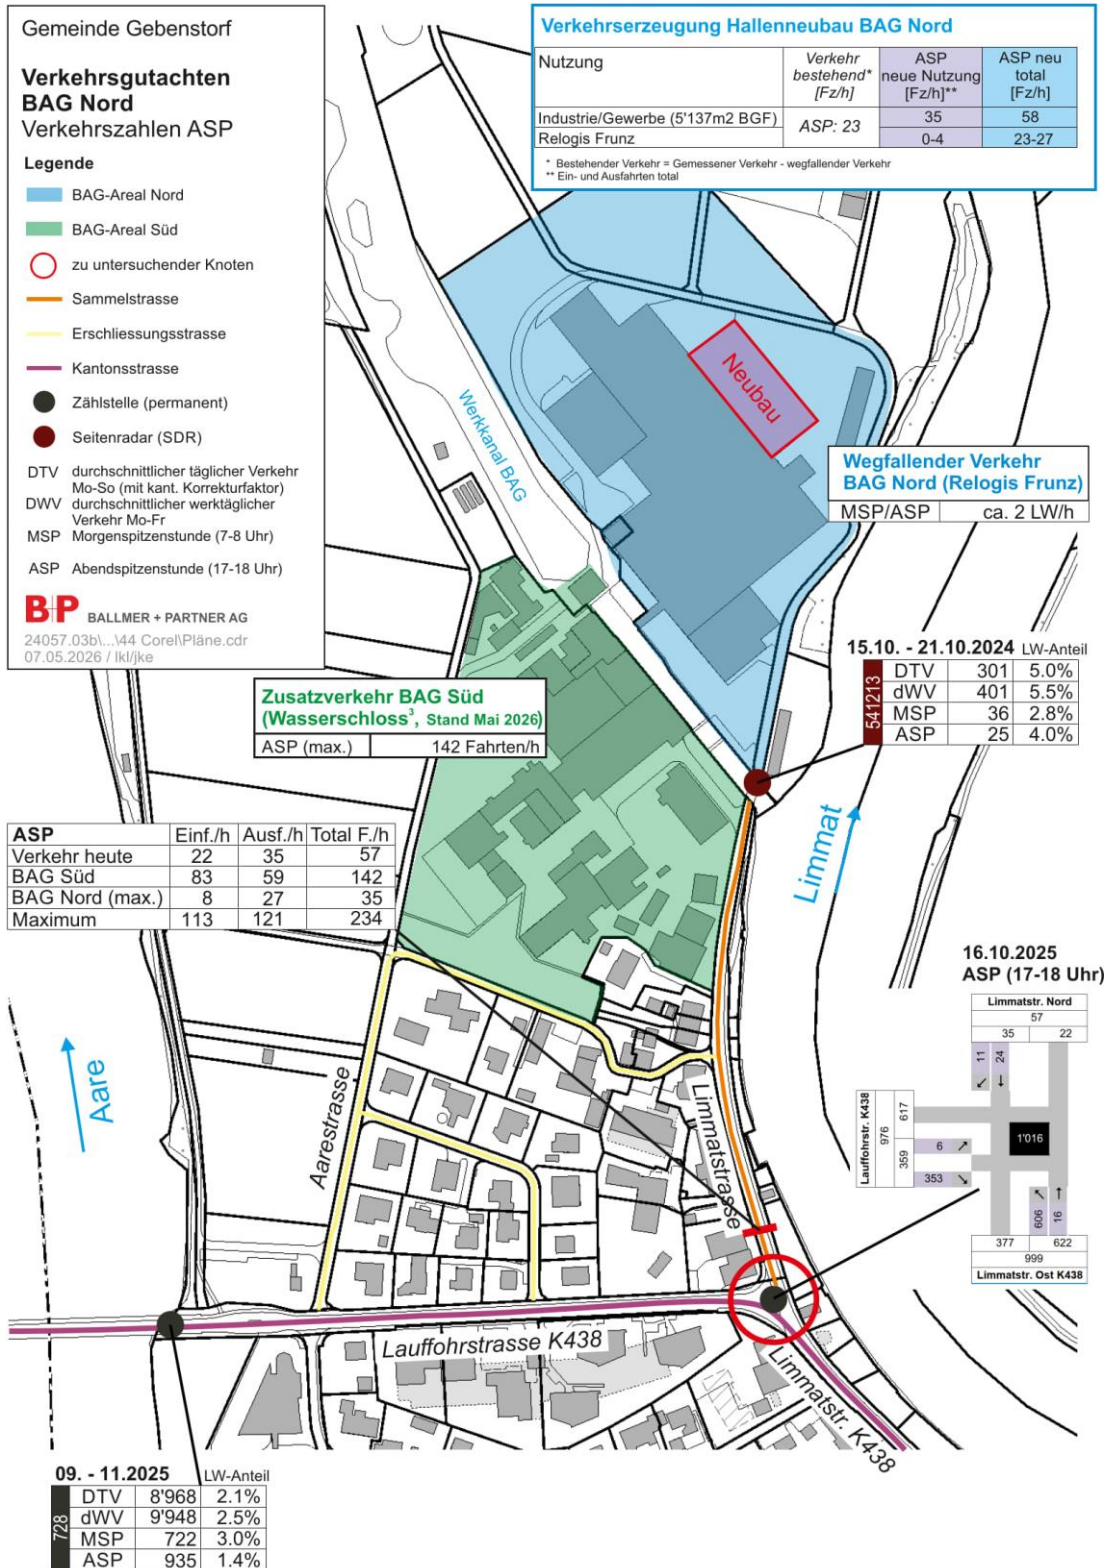 Gemeinde Gebenstorf
Verkehrsgutachten
BAG Nord
Verkehrszahlen ASP
Legende
BAG-Areal Nord
BAG-Areal Süd
zu untersuchender Knoten
Sammelstrasse
Erschliessungsstrasse
Kantonsstrasse
Zählstelle (permanent)
Seitenradar (SDR)
DTV durchschnittlicher täglicher Verkehr
Mo-So (mit kant. Korrekturfaktor)
DWV durchschnittlicher werktäglicher
Verkehr Mo-Fr
MSP Morgenspitzenstunde (7-8 Uhr)
ASP Abendspitzenstunde (17-18 Uhr)
B+P BALLMER + PARTNER AG
24057.03b\...\44 Corel\Pläne.cdr
07.05.2026 / lkl/jke
Verkehrserzeugung Hallenneubau BAG Nord
Nutzung Verkehr bestehend* [Fz/h] ASP neue Nutzung [Fz/h]** ASP neu total [Fz/h]
Industrie/Gewerbe (5'137m2 BGF) ASP: 23 35 58
Relogis Frunz 0-4 23-27
* Bestehender Verkehr = Gemessener Verkehr - wegfallender Verkehr
** Ein- und Ausfahrten total
Neubau
Werkkanal BAG
Wegfallender Verkehr
BAG Nord (Relogis Frunz)
MSP/ASP ca. 2 LW/h
15.10. - 21.10.2024 LW-Anteil
541213
DTV 301 5.0%
dWV 401 5.5%
MSP 36 2.8%
ASP 25 4.0%
Zusatzverkehr BAG Süd
(Wasserschloss³, Stand Mai 2026)
ASP (max.) 142 Fahrten/h
ASP Einf./h Ausf./h Total F./h
Verkehr heute 22 35 57
BAG Süd 83 59 142
BAG Nord (max.) 8 27 35
Maximum 113 121 234
Limmat
Aare
Aarestrasse
Limmatstrasse
16.10.2025
ASP (17-18 Uhr)
Limmatstr. Nord
57
35 22
11 24
Lauffohrstr. K438
976
617
359
6
353
1'016
606 16
377 622
999
Limmatstr. Ost K438
Lauffohrstrasse K438
Limmatstr. K438
09. - 11.2025 LW-Anteil
728
DTV 8'968 2.1%
dWV 9'948 2.5%
MSP 722 3.0%
ASP 935 1.4%